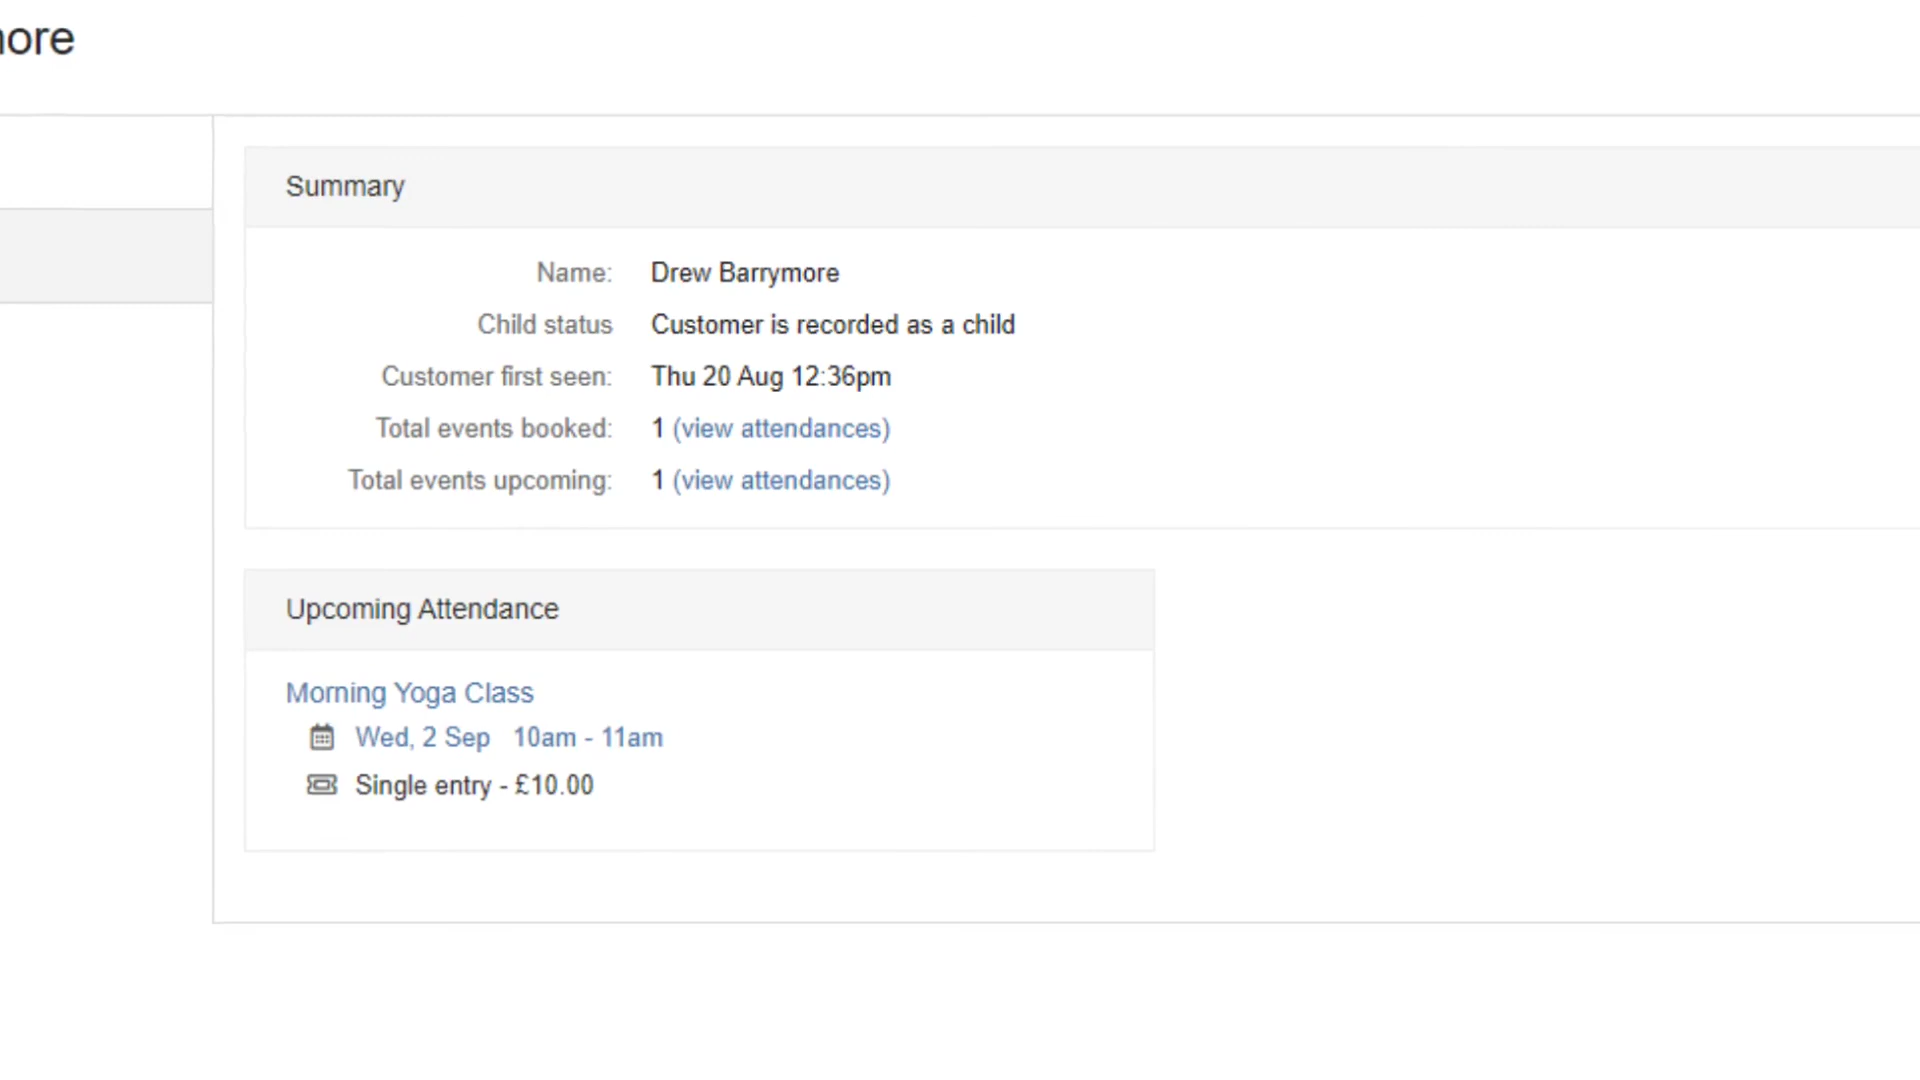 Summary
Name: Drew Barrymore
Child status Customer is recorded as a child
Customer first seen: Thu 20 Aug 12:36pm
Total events booked: 1 (view attendances)
Total events upcoming: 1 (view attendances)
Upcoming Attendance
Morning Yoga Class
Wed, 2 Sep 10am - 11am
Single entry - £10.00